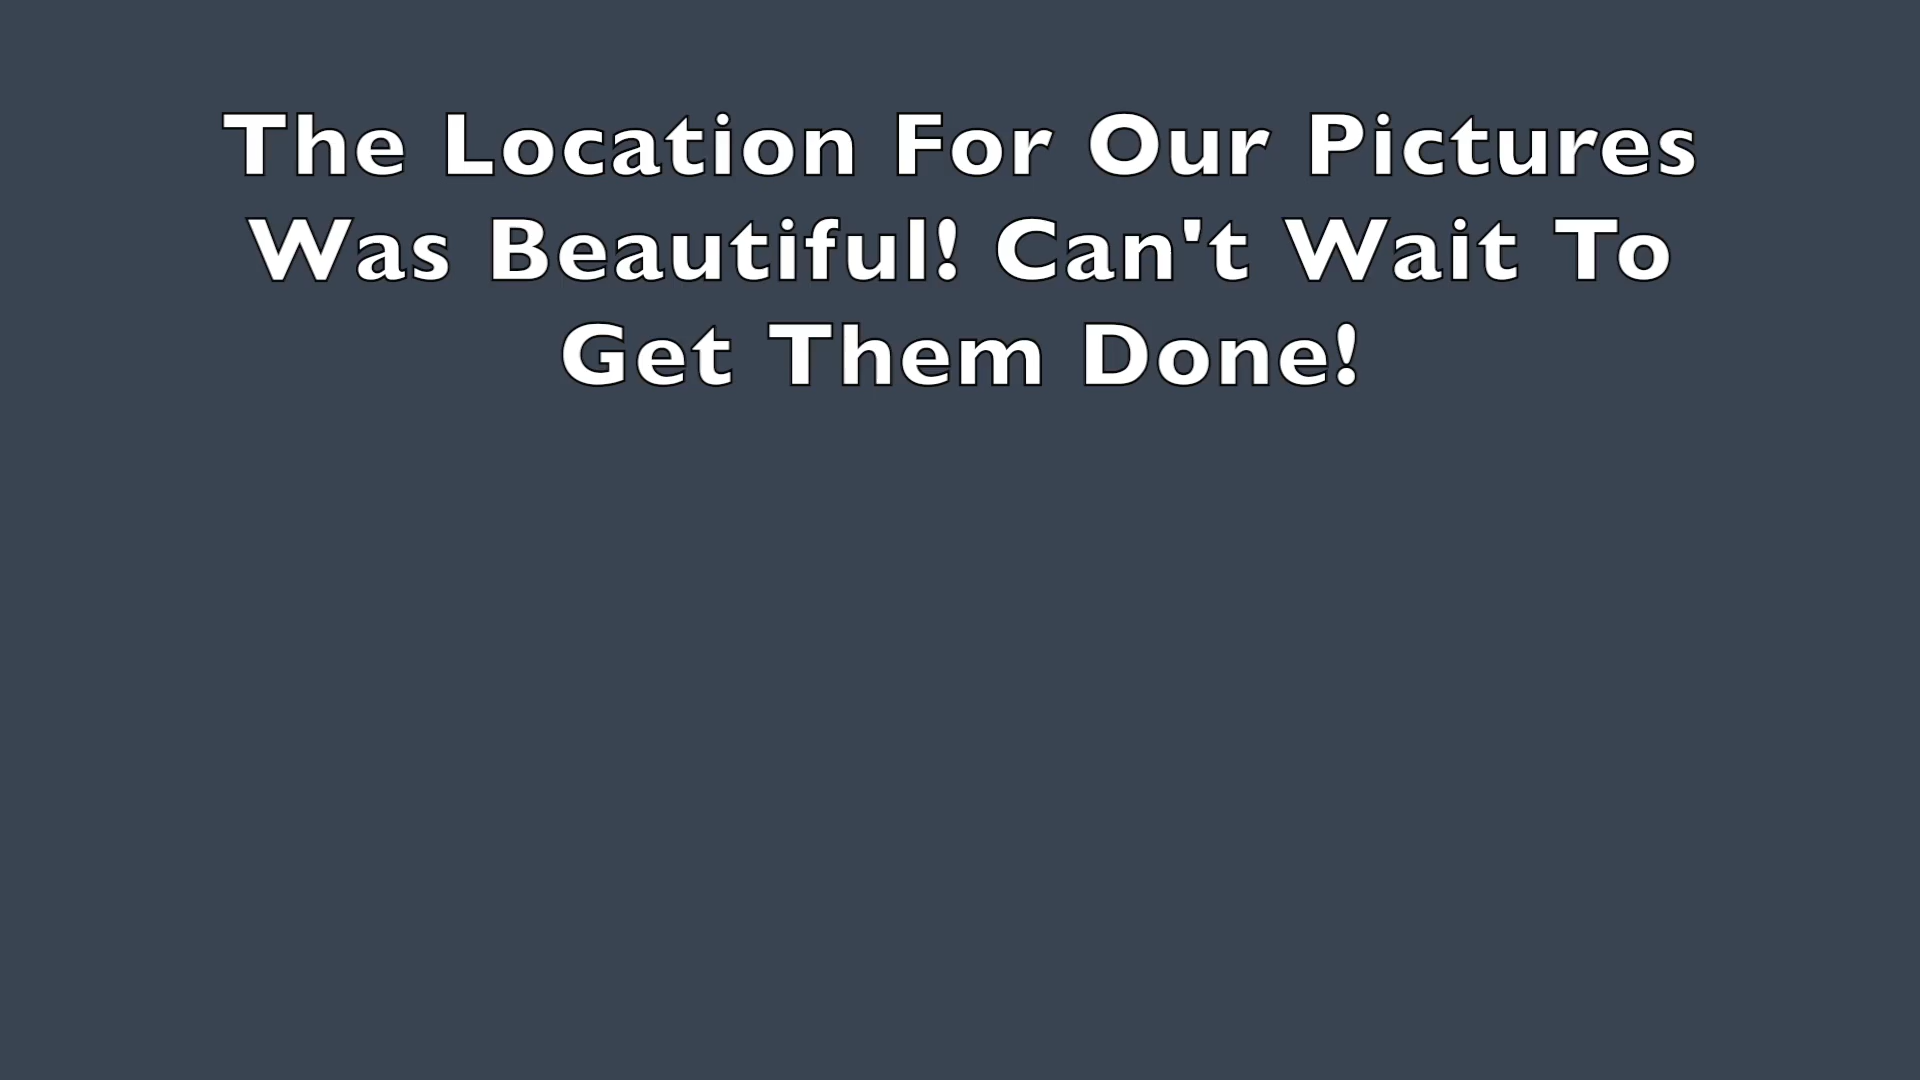 The Location For Our Pictures
Was Beautiful! Can't Wait To
Get Them Done!